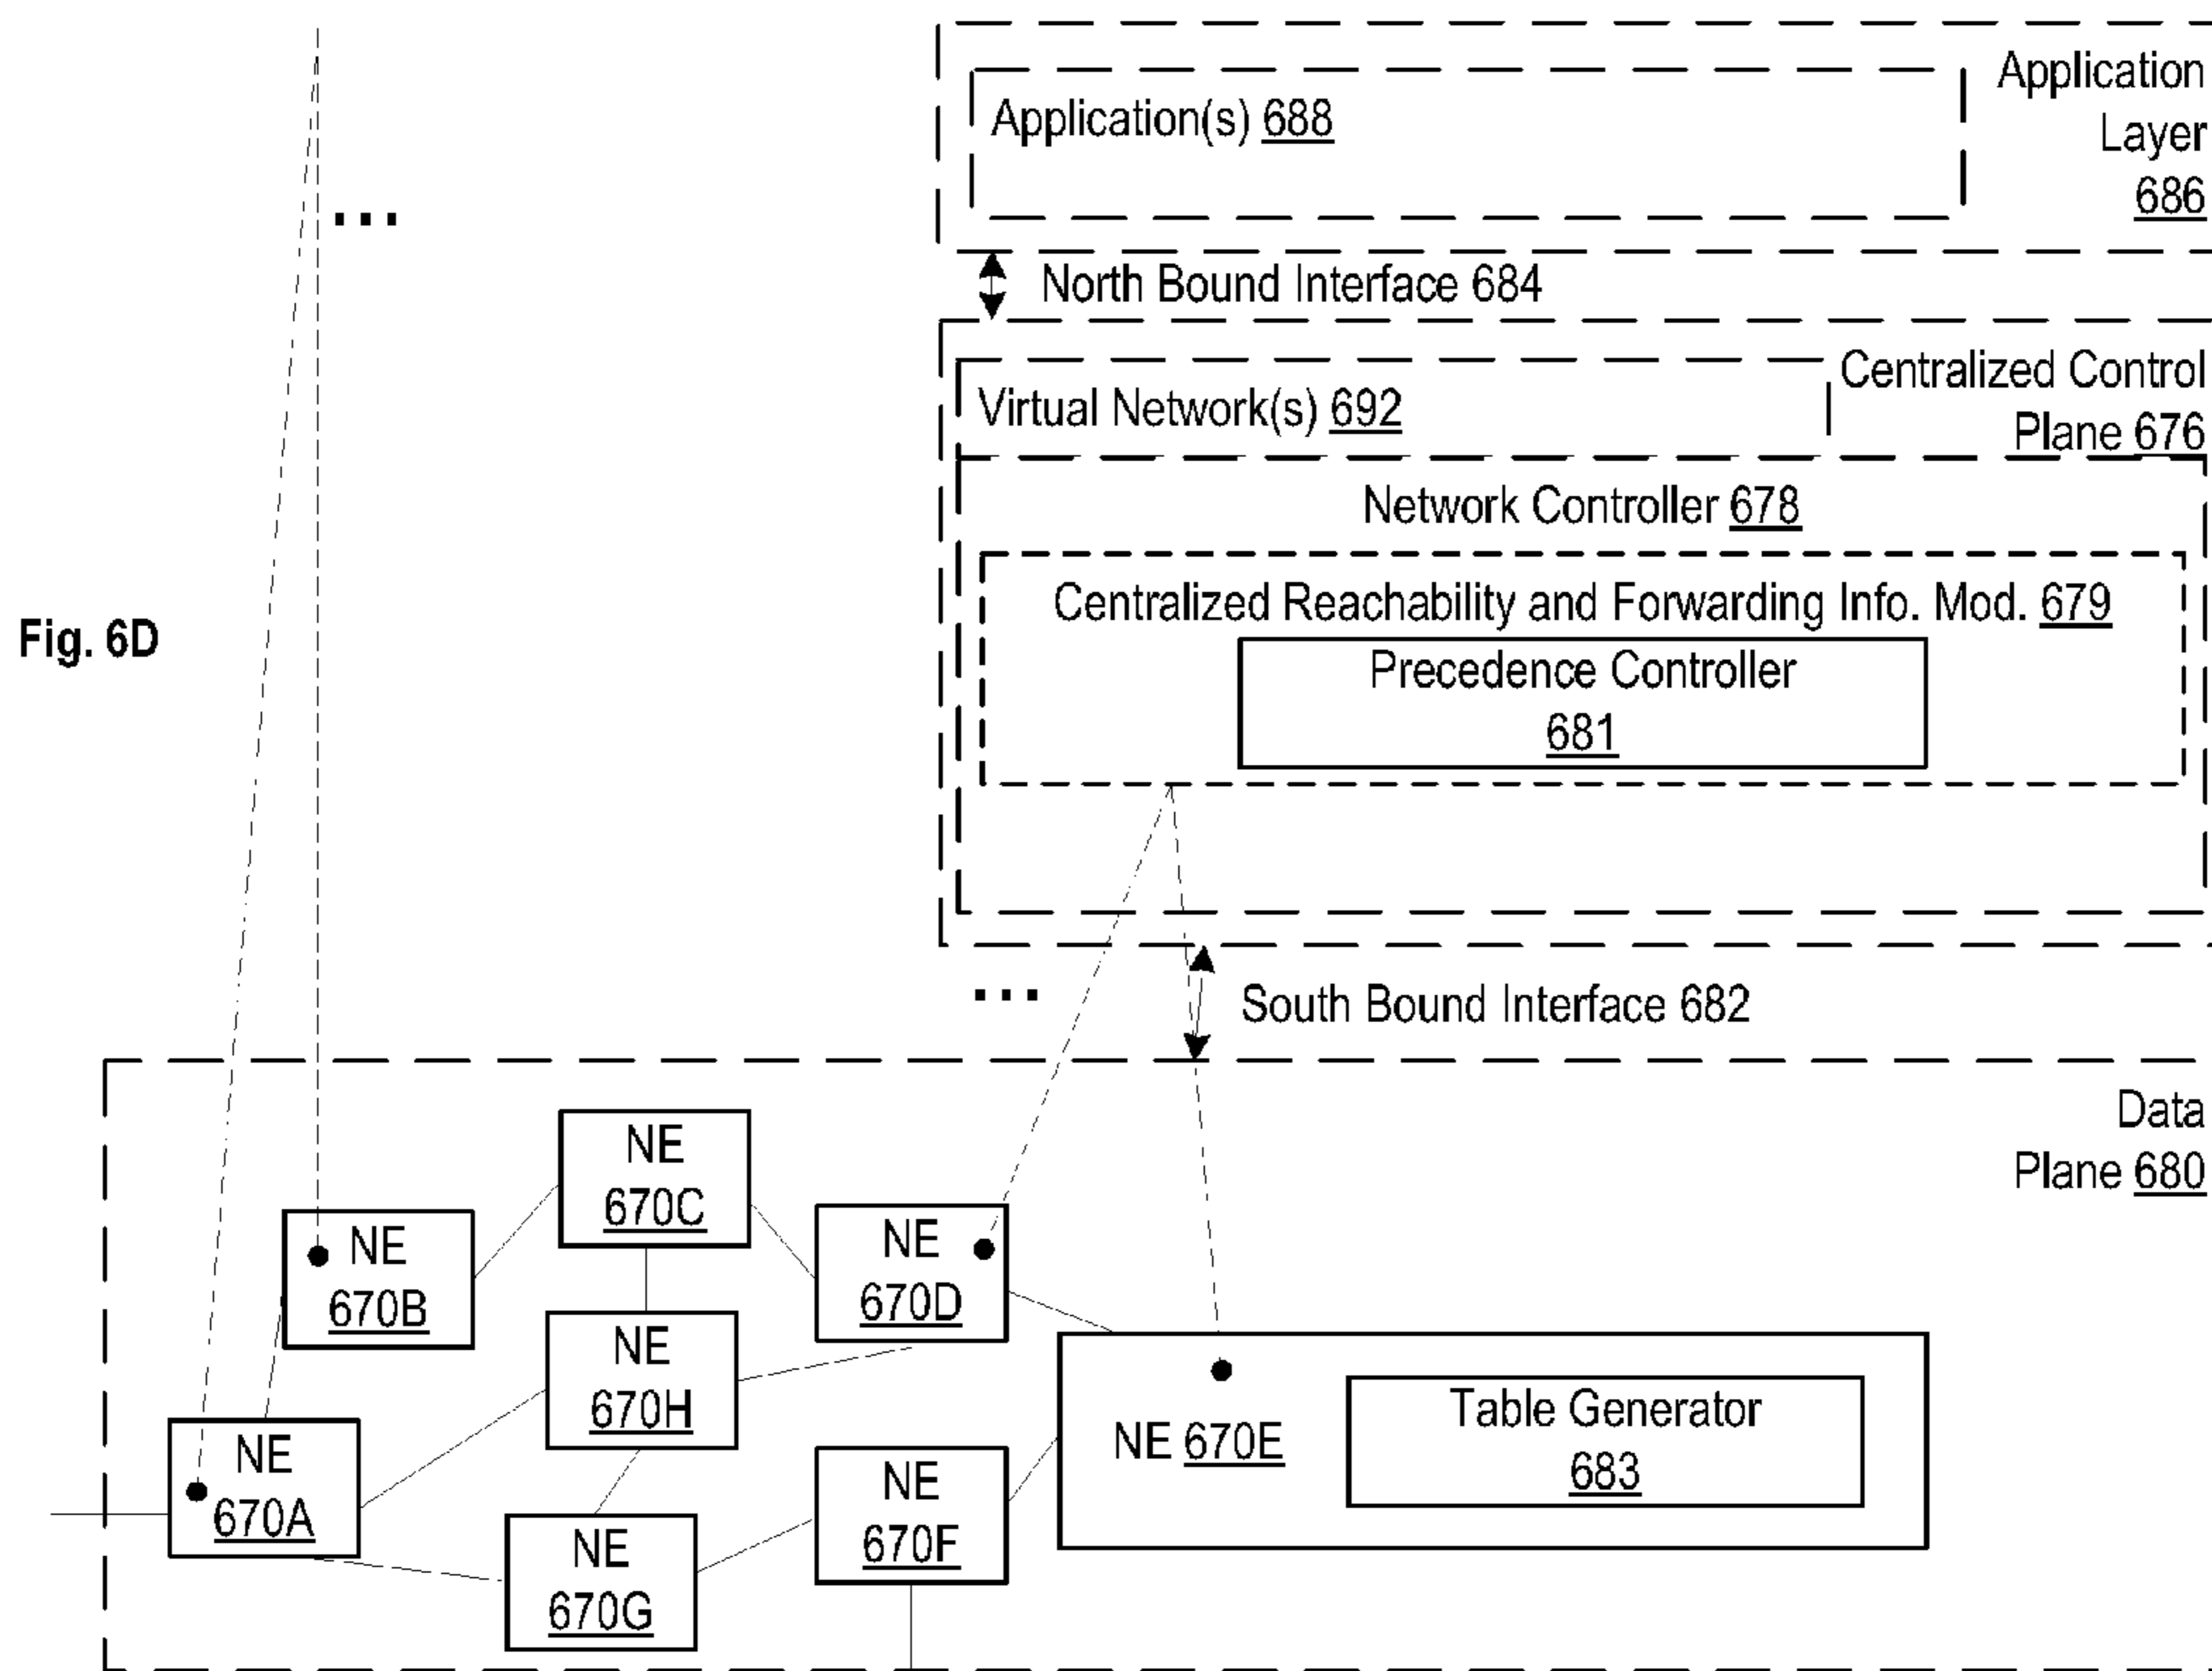 Application
Layer
686
Application(s) 688
...
North Bound Interface 684
Centralized Control
Plane 676
Virtual Network(s) 692
Network Controller 678
Centralized Reachability and Forwarding Info. Mod. 679
Fig. 6D
Precedence Controller
681
...
South Bound Interface 682
Data
Plane 680
NE
670C
NE
670B
NE
670D
NE
670H
NE 670E
Table Generator
683
NE
670A
NE
670F
NE
670G